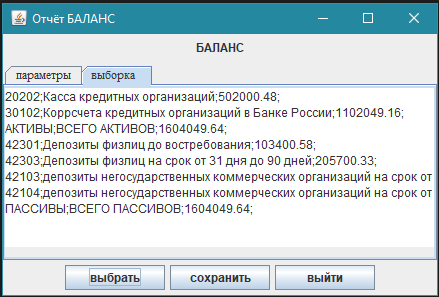 Отчёт БАЛАНС
БАЛАНС
параметры
выборка
20202;Касса кредитных организаций;502000.48;
30102;Коррсчета кредитных организаций в Банке России;1102049.16;
АКТИВЫ;ВСЕГО АКТИВОВ;1604049.64;
42301;Депозиты физлиц до востребования;103400.58;
42303;Депозиты физлиц на срок от 31 дня до 90 дней;205700.33;
42103;депозиты негосударственных коммерческих организаций на срок от
42104;депозиты негосударственных коммерческих организаций на срок от
ПАССИВЫ;ВСЕГО ПАССИВОВ;1604049.64;
выбрать
сохранить
выйти